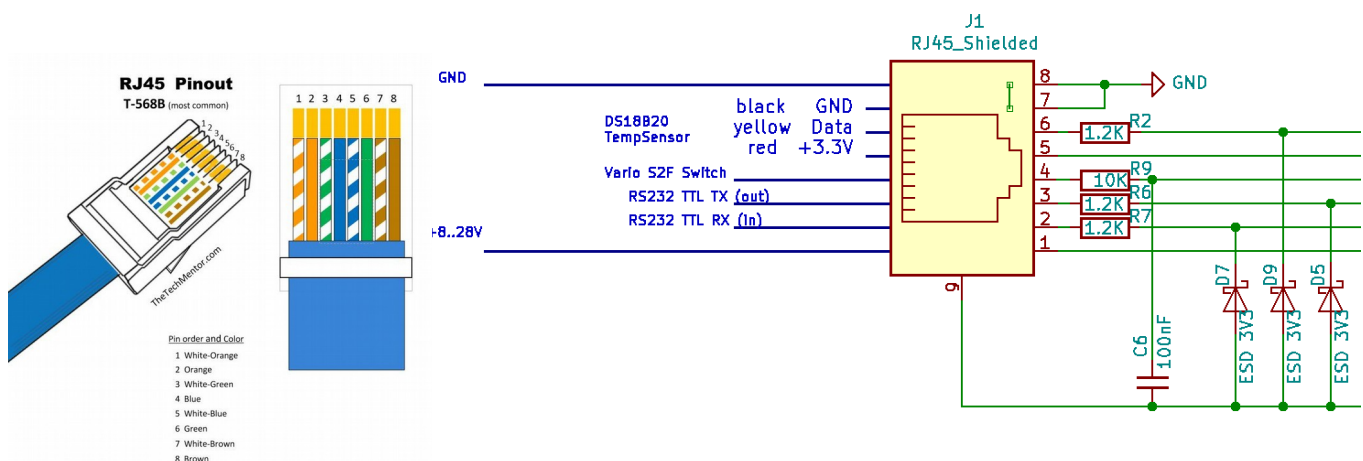 RJ45 Pinout
T-568B (most common)
1 2 3 4 5 6 7 8
1
2
3
4
5
6
7
8
TheTechMentor.com
Pin order and Color
1 White-Orange
2 Orange
3 White-Green
4 Blue
5 White-Blue
6 Green
7 White-Brown
8 Brown
J1
RJ45_Shielded
GND
8
GND
black GND
7
DS18B20
TempSensor
yellow Data
6
R2
1.2K
red +3.3V
5
Vario S2F Switch
4
R9
10K
RS232 TTL TX (out)
3
R6
1.2K
RS232 TTL RX (in)
2
R7
1.2K
+8..28V
1
9
D7
D9
D5
ESD 3V3
ESD 3V3
ESD 3V3
C6
100nF